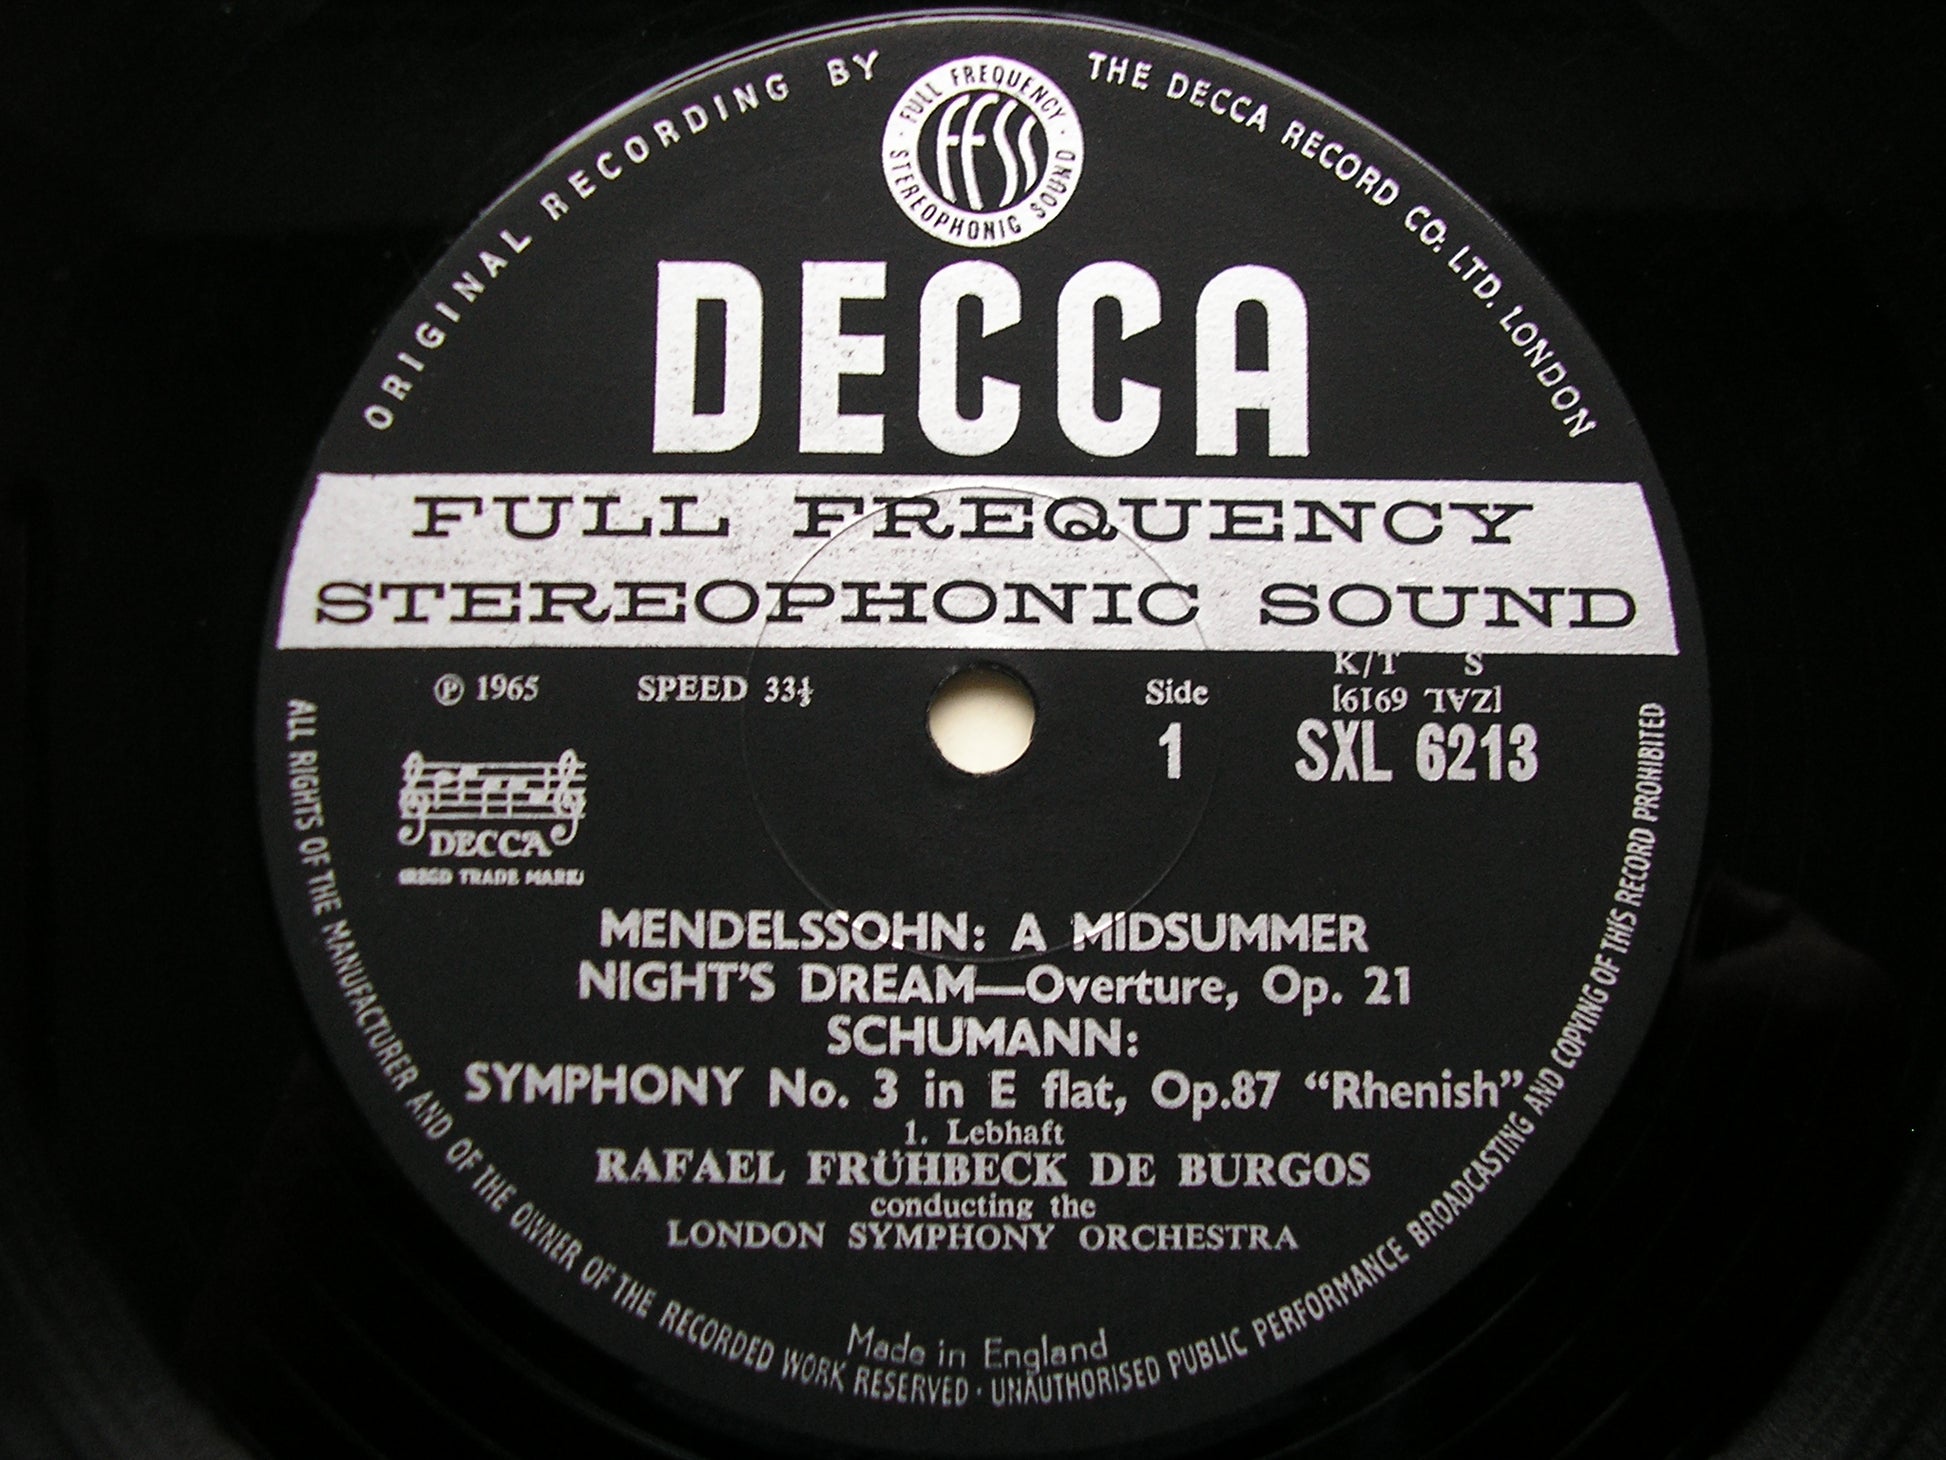 ORIGINAL RECORDING BY THE DECCA RECORD CO. LTD. LONDON
FULL FREQUENCY STEREOPHONIC SOUND
FFSS
DECCA
FULL FREQUENCY
STEREOPHONIC SOUND
K/T S
℗ 1965 SPEED 33⅓ Side [ZAL 6919]
1 SXL 6213
DECCA
REGD TRADE MARK
MENDELSSOHN: A MIDSUMMER
NIGHT'S DREAM—Overture, Op. 21
SCHUMANN:
SYMPHONY No. 3 in E flat, Op.87 “Rhenish”
1. Lebhaft
RAFAEL FRÜHBECK DE BURGOS
conducting the
LONDON SYMPHONY ORCHESTRA
Made in England
ALL RIGHTS OF THE MANUFACTURER AND OF THE OWNER OF THE RECORDED WORK RESERVED · UNAUTHORISED PUBLIC PERFORMANCE BROADCASTING AND COPYING OF THIS RECORD PROHIBITED